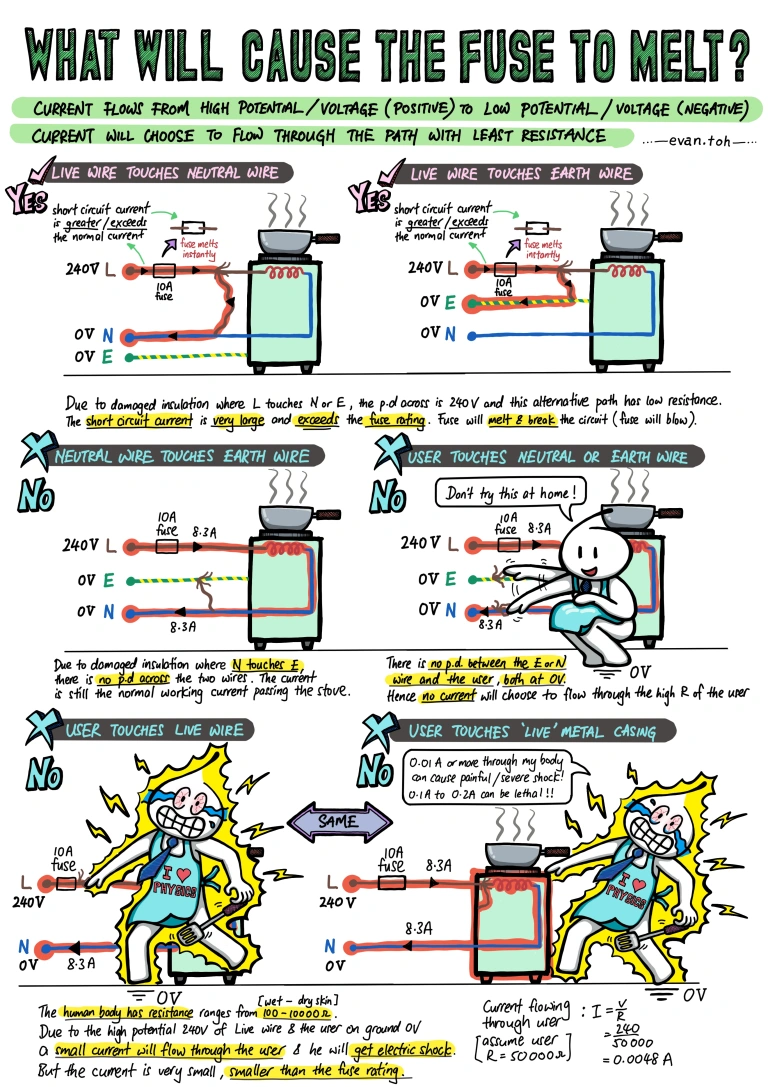 WHAT WILL CAUSE THE FUSE TO MELT?
CURRENT FLOWS FROM HIGH POTENTIAL/VOLTAGE (POSITIVE) TO LOW POTENTIAL/VOLTAGE (NEGATIVE)
CURRENT WILL CHOOSE TO FLOW THROUGH THE PATH WITH LEAST RESISTANCE
----evan.toh----
YES
LIVE WIRE TOUCHES NEUTRAL WIRE
short circuit current
is greater/exceeds
the normal current
fuse melts
instantly
240V L
10A
fuse
0V N
0V E
YES
LIVE WIRE TOUCHES EARTH WIRE
short circuit current
is greater/exceeds
the normal current
fuse melts
instantly
240V L
10A
fuse
0V E
0V N
Due to damaged insulation where L touches N or E, the p.d across is 240V and this alternative path has low resistance.
The short circuit current is very large and exceeds the fuse rating. Fuse will melt & break the circuit (fuse will blow).
NO
NEUTRAL WIRE TOUCHES EARTH WIRE
10A
fuse
8.3A
240V L
0V E
0V N
8.3A
Due to damaged insulation where N touches E,
there is no p.d across the two wires. The current
is still the normal working current passing the stove.
NO
USER TOUCHES NEUTRAL OR EARTH WIRE
Don't try this at home!
10A
fuse
8.3A
240V L
0V E
0V N
8.3A
0V
There is no p.d between the E or N
wire and the user, both at 0V.
Hence no current will choose to flow through the high R of the user
NO
USER TOUCHES LIVE WIRE
10A
fuse
L
240V
I ♥
PHYSICS
N
0V
8.3A
0V
SAME
NO
USER TOUCHES 'LIVE' METAL CASING
0.01A or more through my body
can cause painful/severe shock!
0.1A to 0.2A can be lethal!!
10A
fuse
8.3A
L
240V
8.3A
N
0V
I ♥
PHYSICS
0V
[wet - dry skin]
The human body has resistance ranges from 100-10000Ω.
Due to the high potential 240V of Live wire & the user on ground 0V
a small current will flow through the user & he will get electric shock.
But the current is very small, smaller than the fuse rating.
Current flowing
through user
[assume user
R = 50000Ω]
: I = V/R
= 240/50000
= 0.0048 A